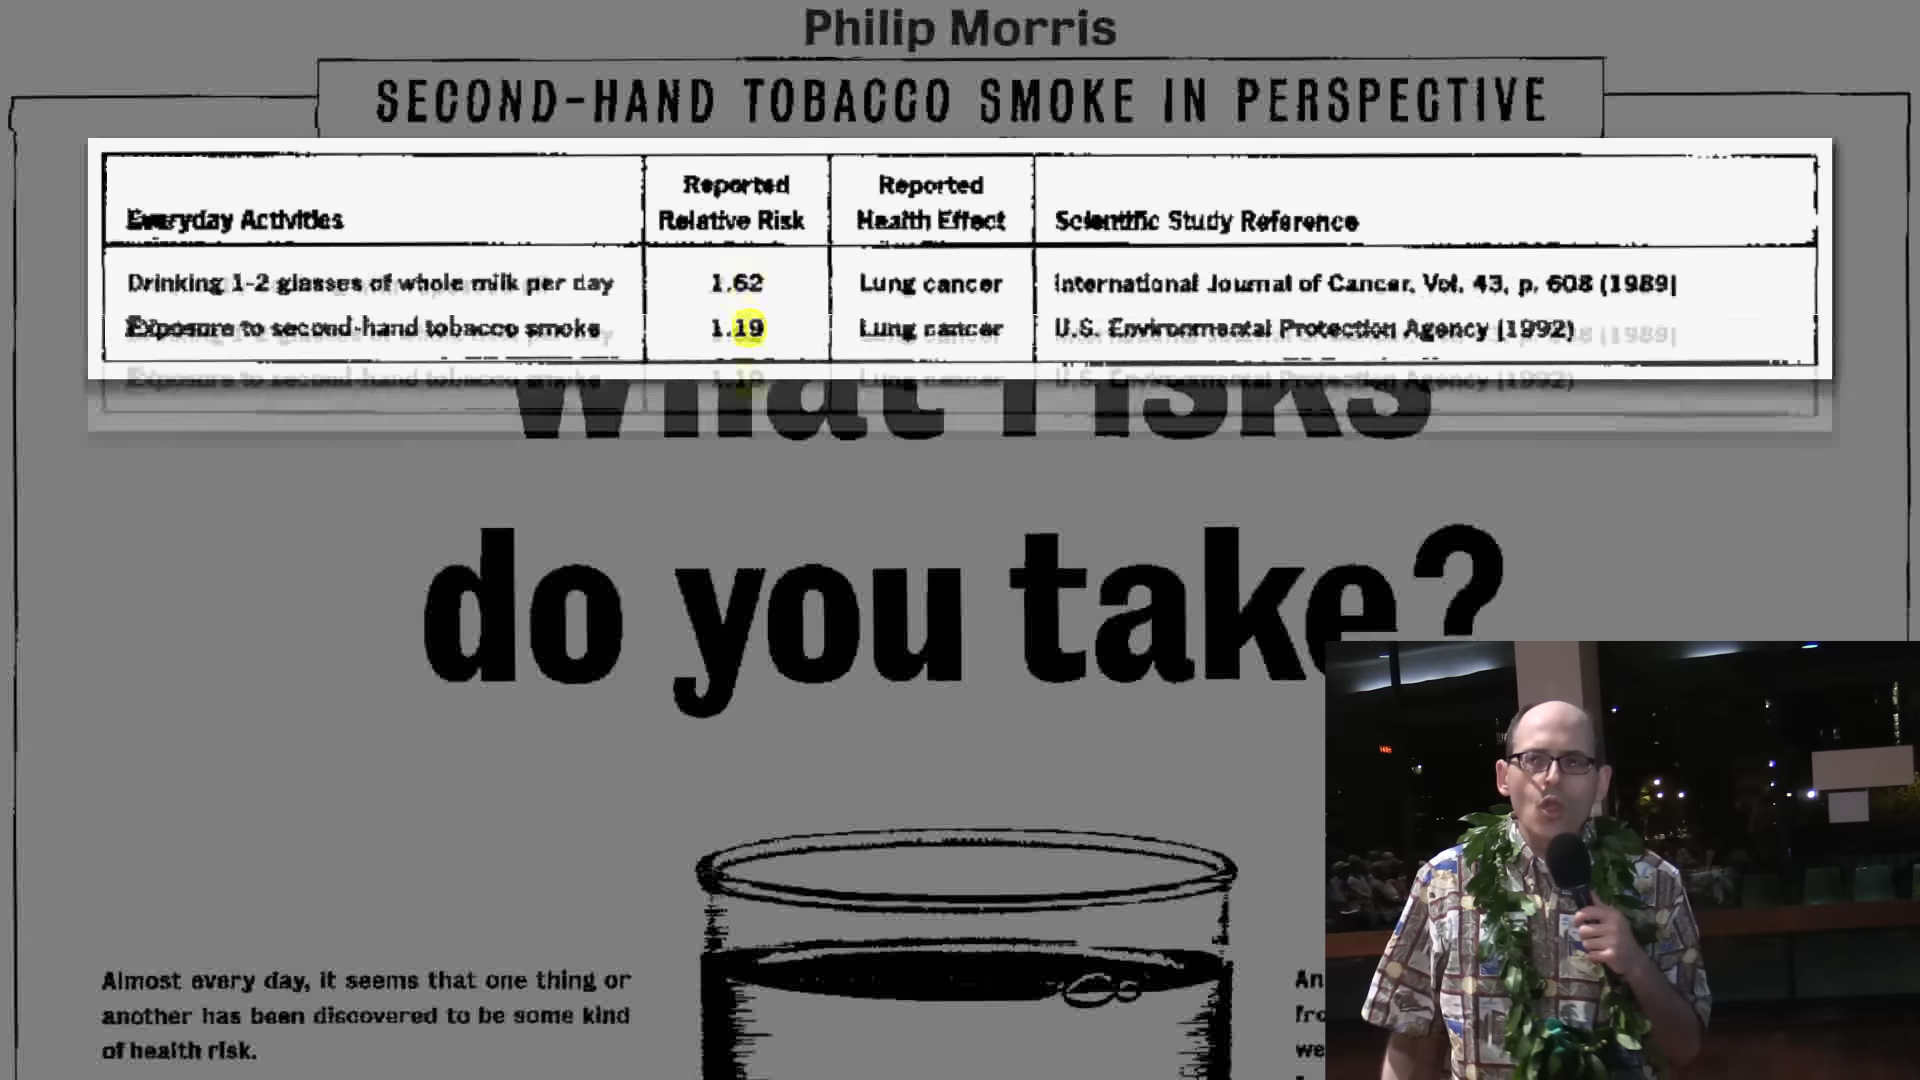 Philip Morris
SECOND-HAND TOBACCO SMOKE IN PERSPECTIVE
Everyday Activities
Reported Relative Risk
Reported Health Effect
Scientific Study Reference
Drinking 1-2 glasses of whole milk per day 1.62 Lung cancer International Journal of Cancer, Vol. 43, p. 608 (1989)
Exposure to second-hand tobacco smoke 1.19 Lung cancer U.S. Environmental Protection Agency (1992)
What risks
do you take?
Almost every day, it seems that one thing or
another has been discovered to be some kind
of health risk.